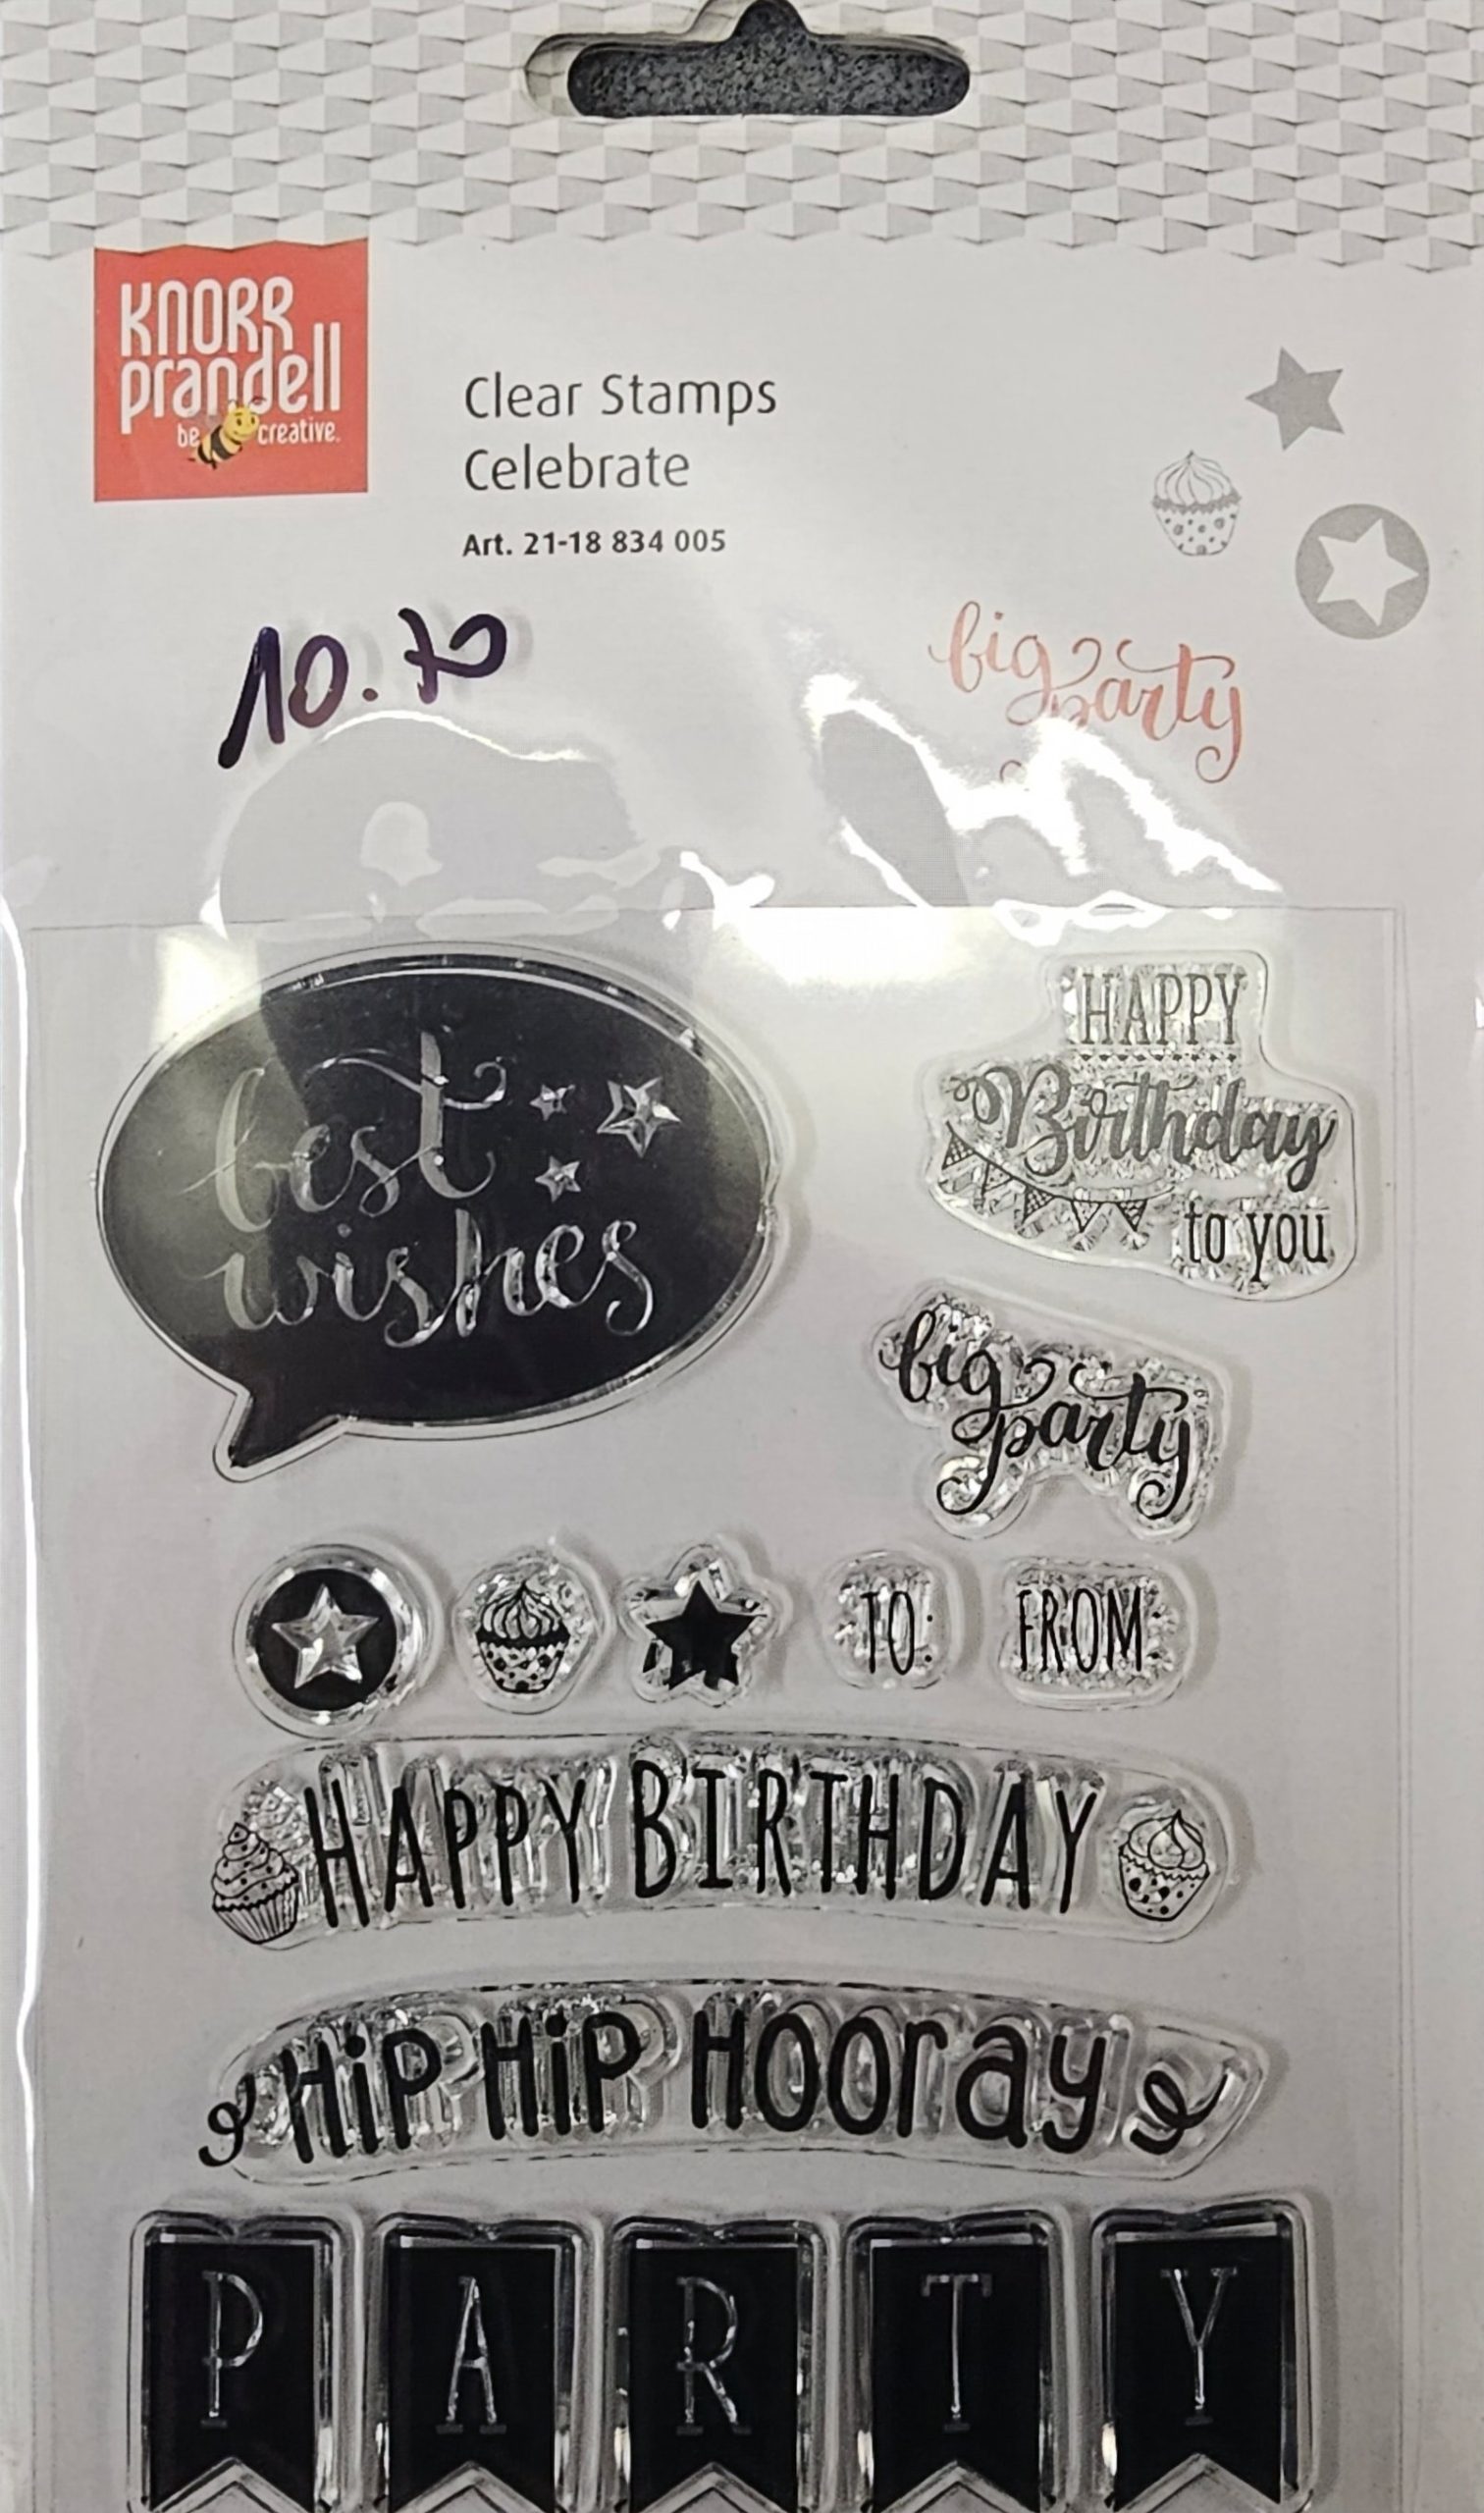 KNORR
prandell
be creative.
Clear Stamps
Celebrate
Art. 21-18 834 005
10.70
big
party
best
wishes
HAPPY
Birthday
to you
big
party
TO:
FROM
HAPPY BIRTHDAY
HiP HiP HOORay
PARTY